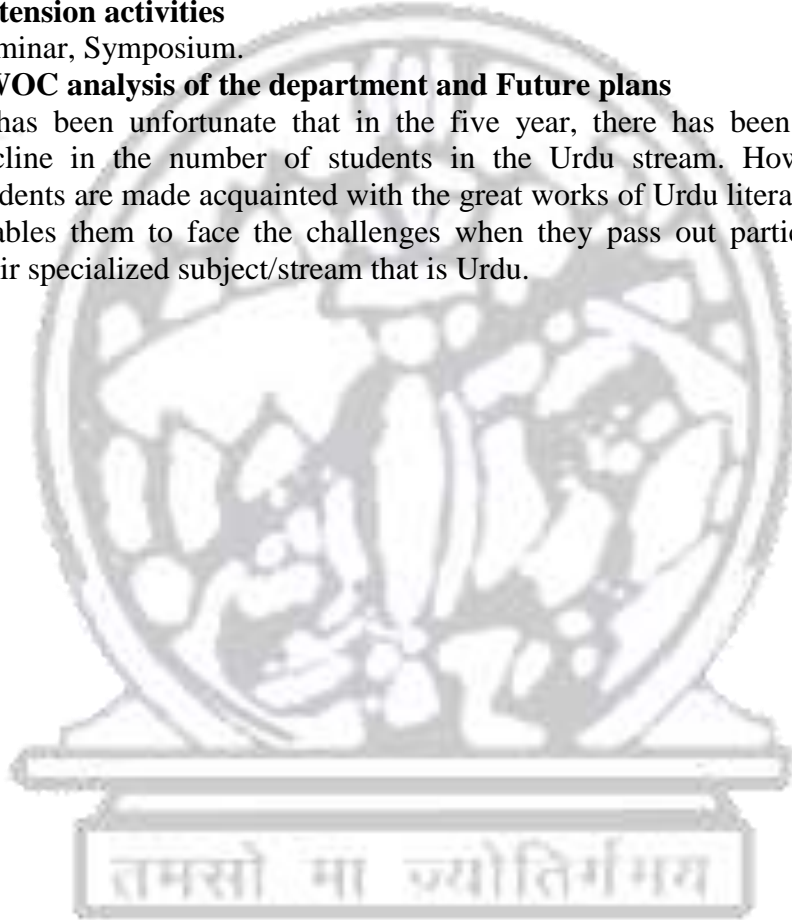 tension activities
minar, Symposium.
VOC analysis of the department and Future plans
has been unfortunate that in the five year, there has been
cline in the number of students in the Urdu stream. How
dents are made acquainted with the great works of Urdu litera
ables them to face the challenges when they pass out partic
ir specialized subject/stream that is Urdu.
तमसो मा ज्योतिर्गमय